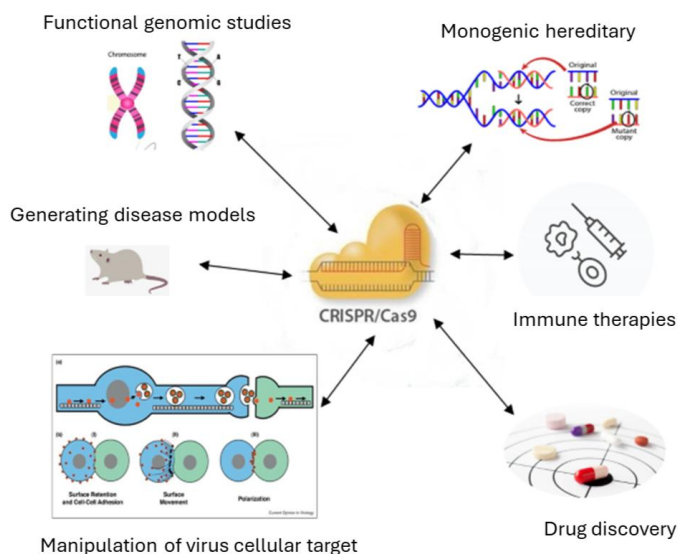 Functional genomic studies
Chromosome
T A
C G
Monogenic hereditary
Original
Correct
copy
Original
Mutant
copy
Generating disease models
CRISPR/Cas9
Immune therapies
(a)
(b) (i) (ii) (iii)
Surface Retention
and Cell-Cell Adhesion
Surface
Movement
Polarization
Current Opinion in Virology
Manipulation of virus cellular target
Drug discovery